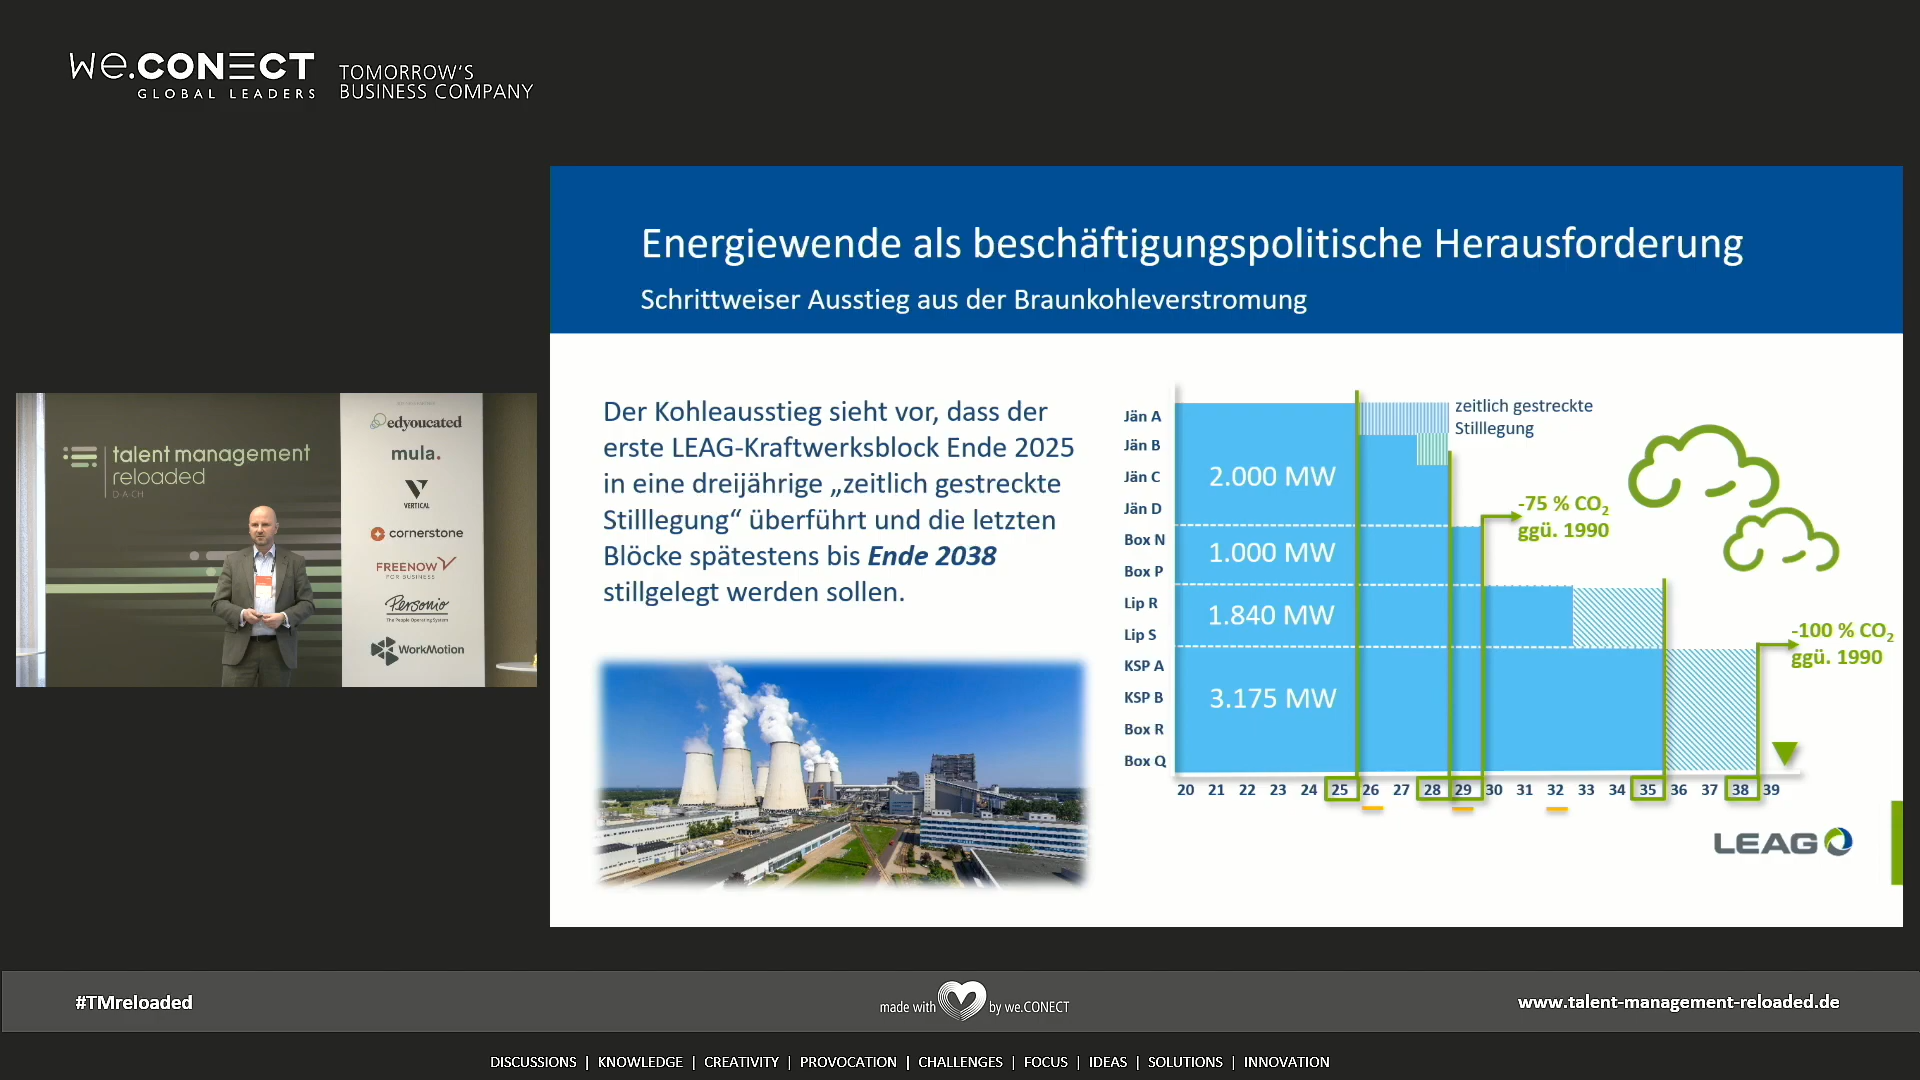 we.CONECT
GLOBAL LEADERS
TOMORROW'S
BUSINESS COMPANY
Energiewende als beschäftigungspolitische Herausforderung
Schrittweiser Ausstieg aus der Braunkohleverstromung
talent management
reloaded
D·A·CH
edyoucated
mula.
VERTICAL
cornerstone
FREENOW
FOR BUSINESS
Personio
The People Operating System
WorkMotion
Der Kohleausstieg sieht vor, dass der
erste LEAG-Kraftwerksblock Ende 2025
in eine dreijährige „zeitlich gestreckte
Stilllegung“ überführt und die letzten
Blöcke spätestens bis Ende 2038
stillgelegt werden sollen.
Jän A
Jän B
Jän C
Jän D
Box N
Box P
Lip R
Lip S
KSP A
KSP B
Box R
Box Q
2.000 MW
1.000 MW
1.840 MW
3.175 MW
zeitlich gestreckte
Stilllegung
-75 % CO₂
ggü. 1990
-100 % CO₂
ggü. 1990
20 21 22 23 24 25 26 27 28 29 30 31 32 33 34 35 36 37 38 39
LEAG
#TMreloaded
made with by we.CONECT
www.talent-management-reloaded.de
DISCUSSIONS | KNOWLEDGE | CREATIVITY | PROVOCATION | CHALLENGES | FOCUS | IDEAS | SOLUTIONS | INNOVATION